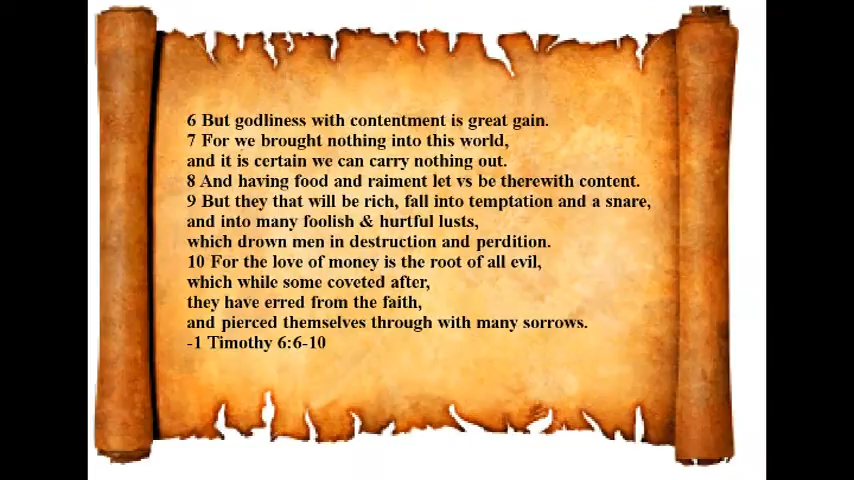 6 But godliness with contentment is great gain.
7 For we brought nothing into this world,
and it is certain we can carry nothing out.
8 And having food and raiment let vs be therewith content.
9 But they that will be rich, fall into temptation and a snare,
and into many foolish & hurtful lusts,
which drown men in destruction and perdition.
10 For the love of money is the root of all evil,
which while some coveted after,
they have erred from the faith,
and pierced themselves through with many sorrows.
-1 Timothy 6:6-10